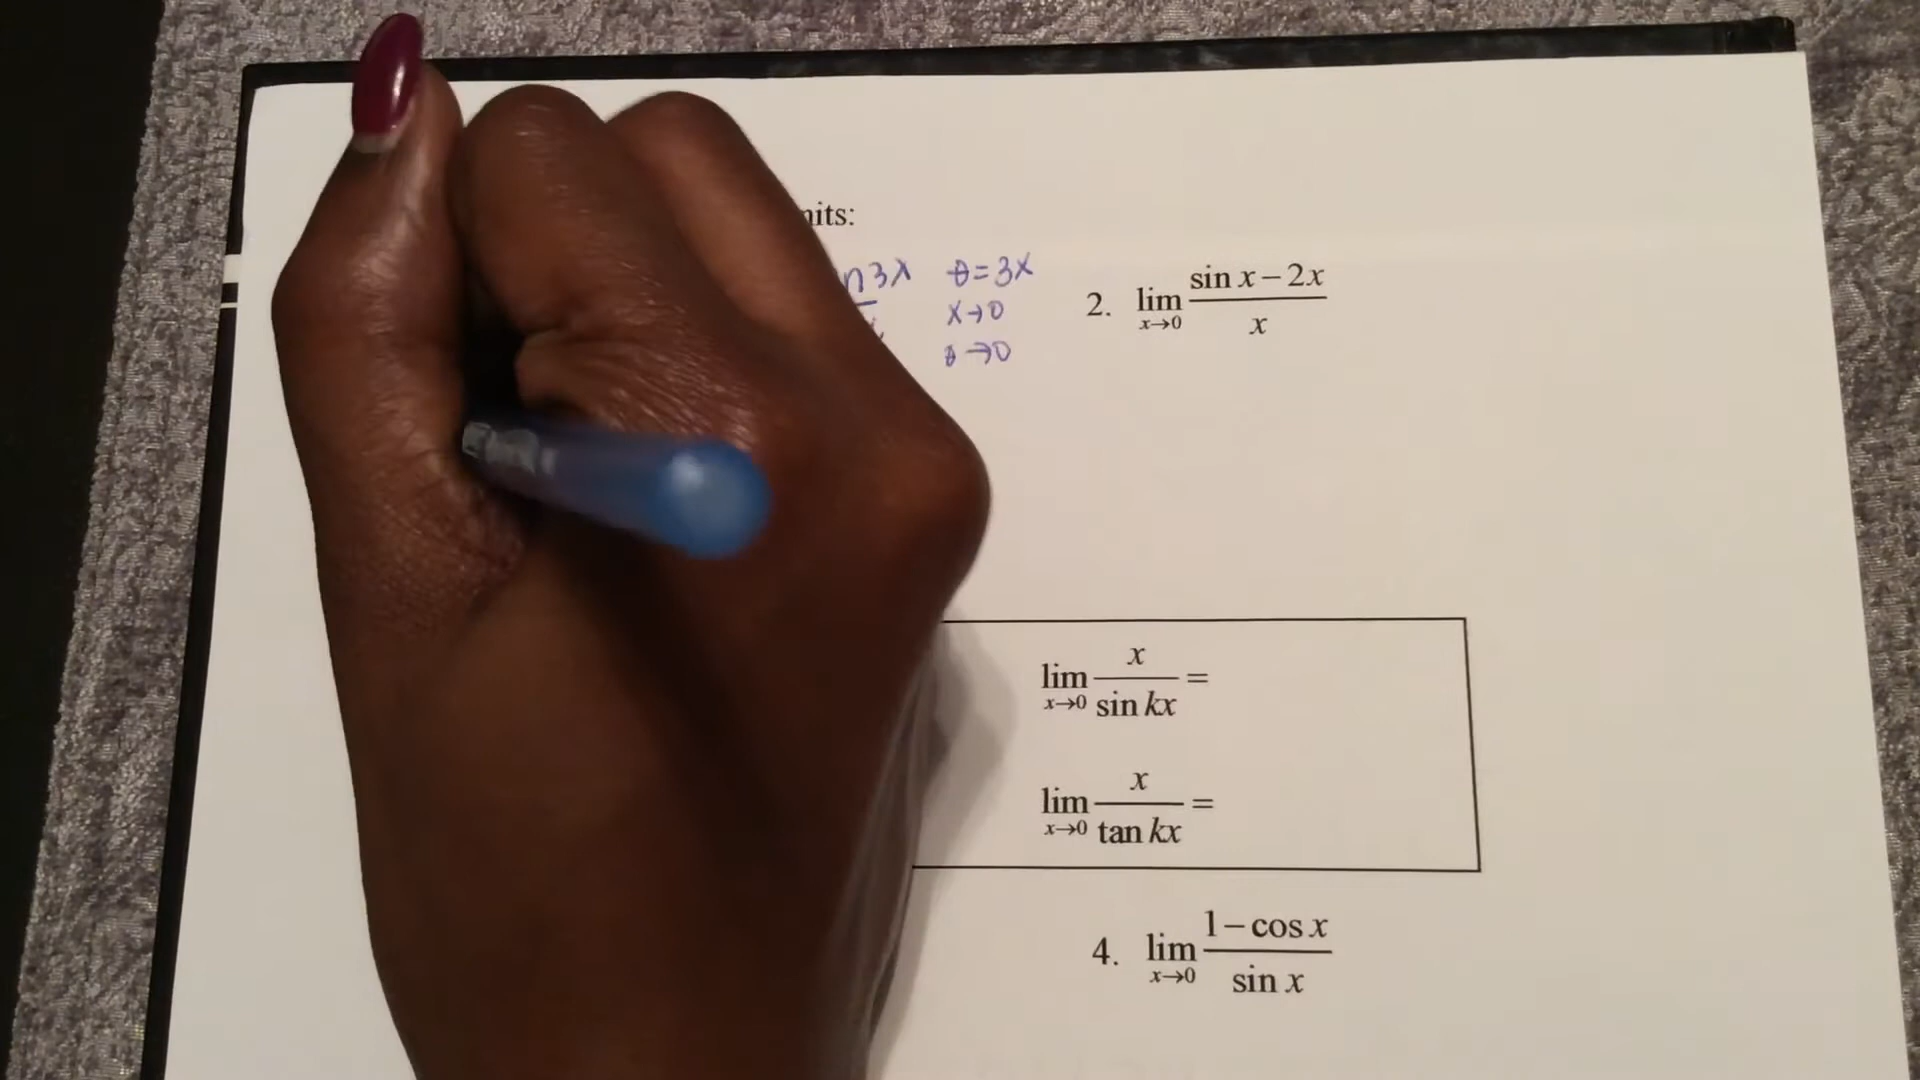 n3x θ=3x
x→0
θ→0
2. lim x→0 (sin x − 2x)/x
lim x→0 x/(sin kx) =
lim x→0 x/(tan kx) =
4. lim x→0 (1 − cos x)/(sin x)